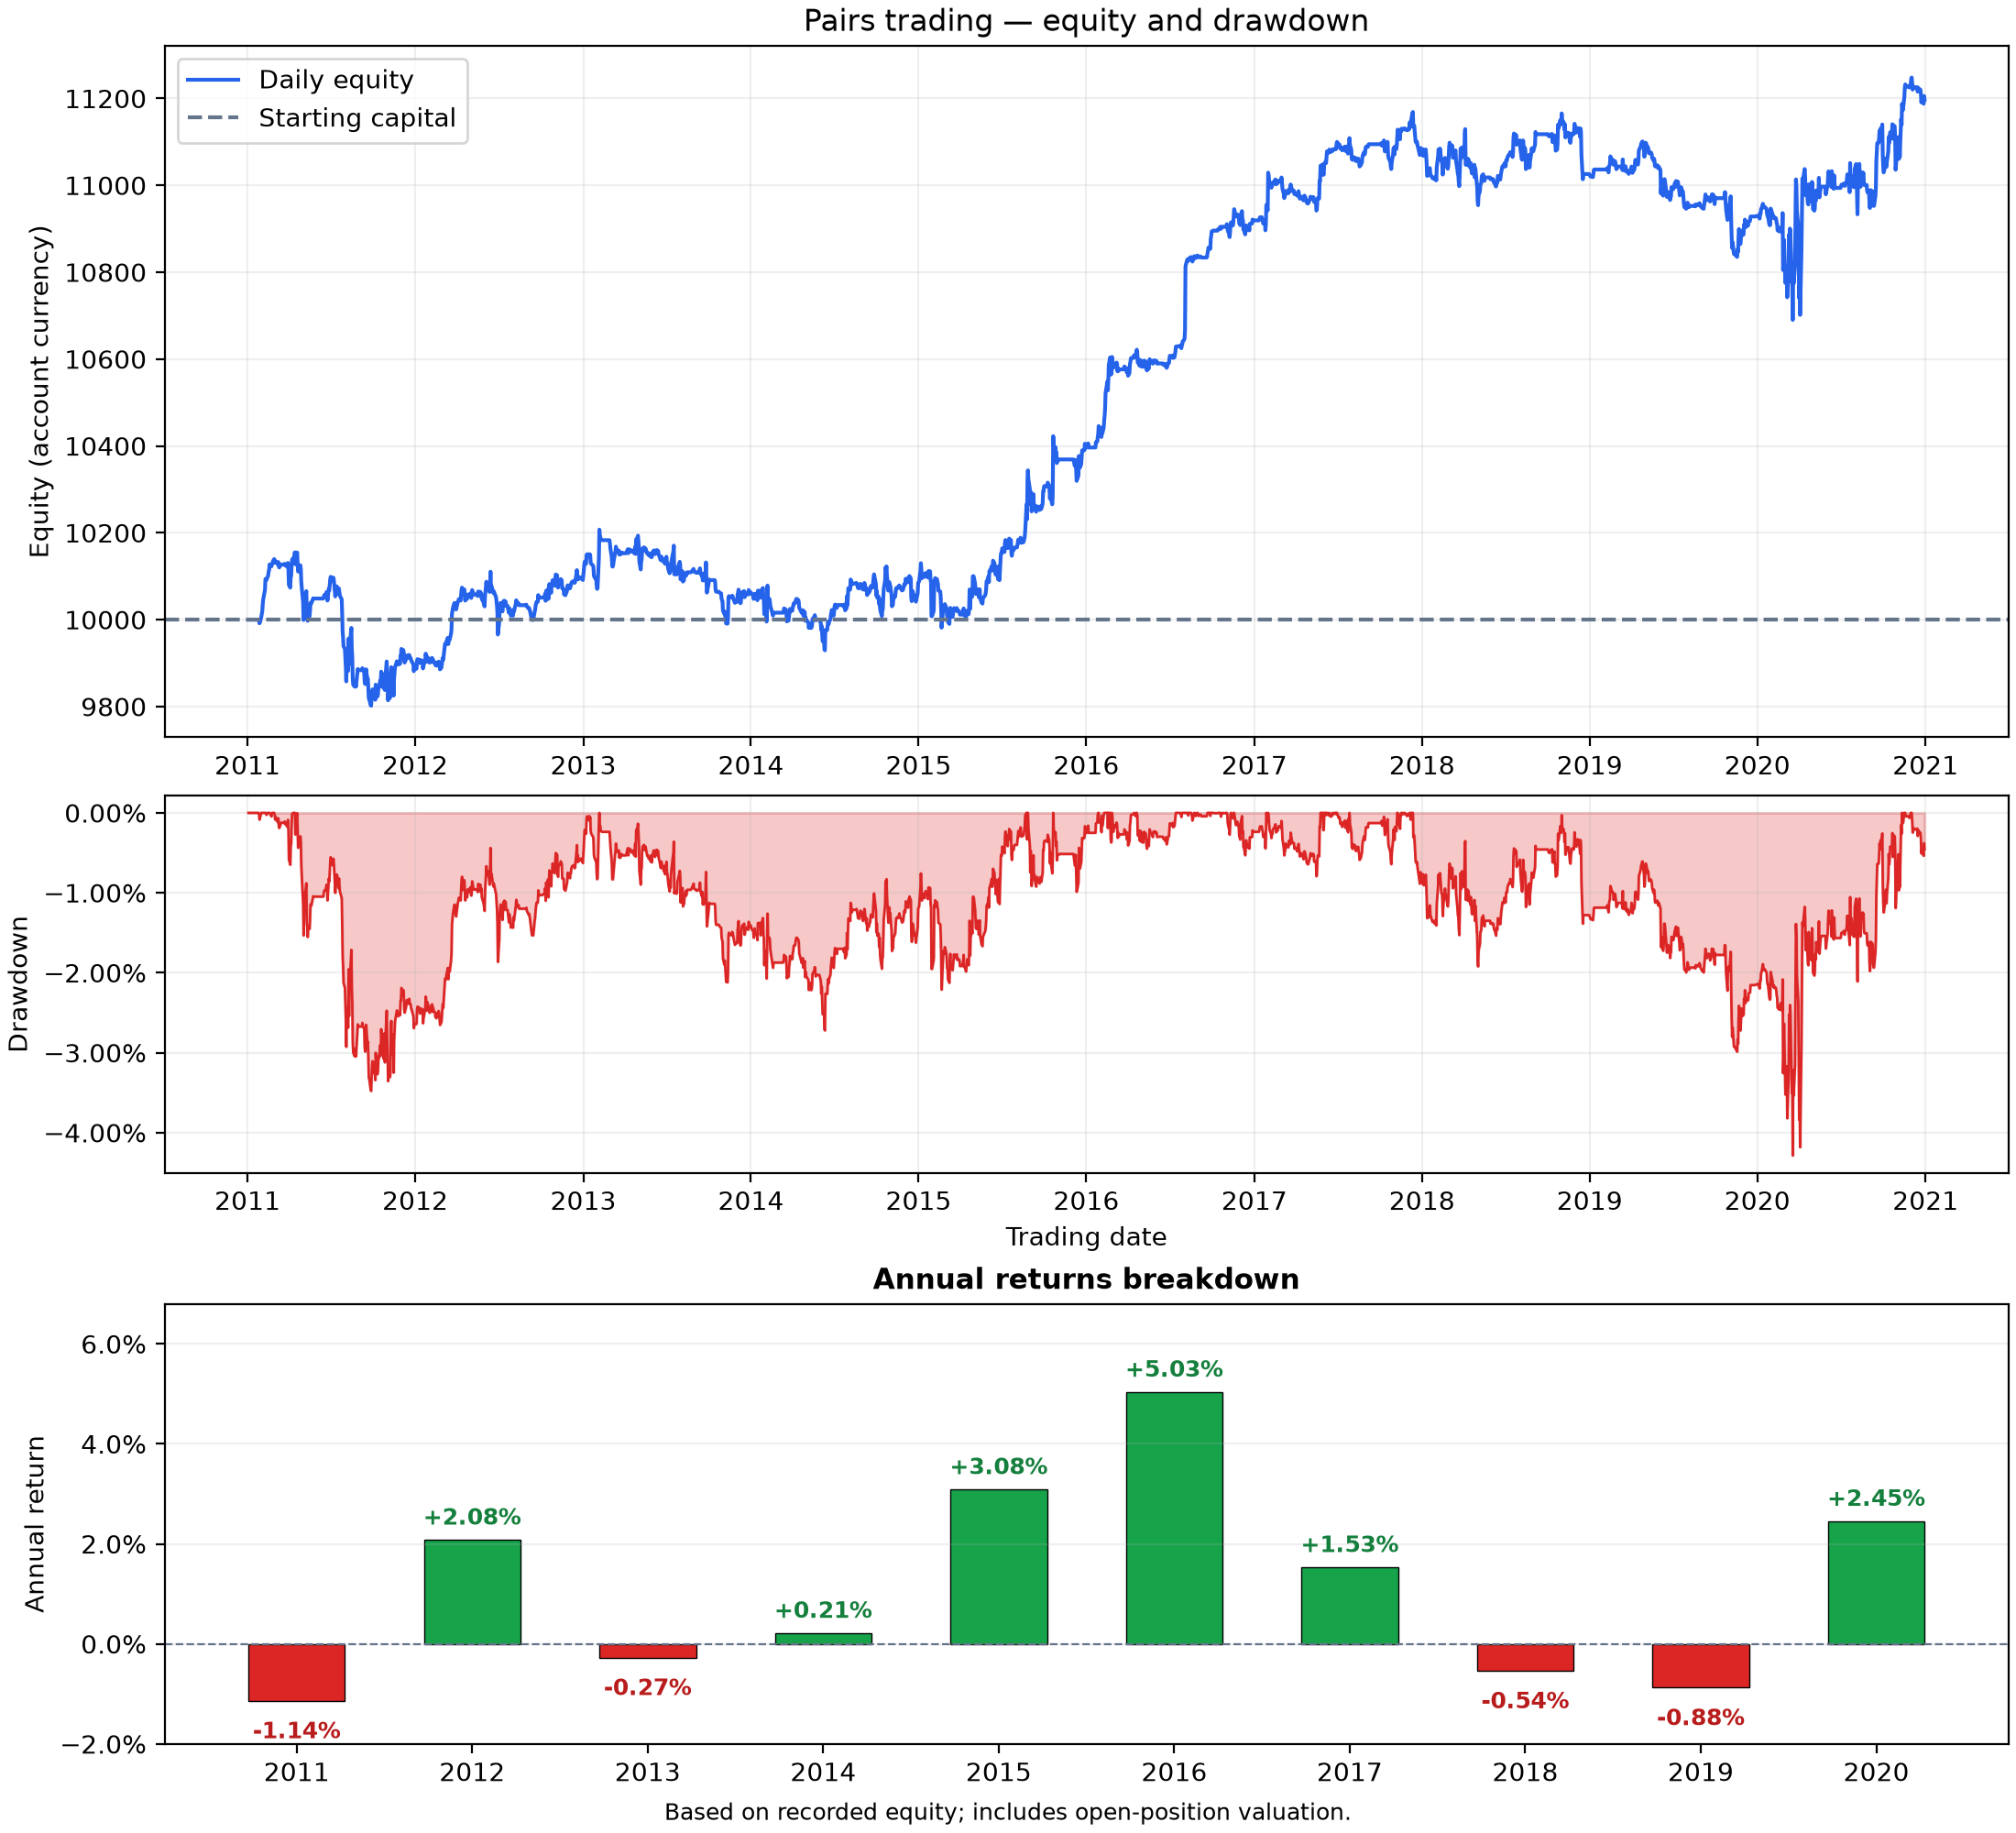 Pairs trading — equity and drawdown
Daily equity
Starting capital
Equity (account currency)
11200
11000
10800
10600
10400
10200
10000
9800
2011 2012 2013 2014 2015 2016 2017 2018 2019 2020 2021
Drawdown
0.00%
−1.00%
−2.00%
−3.00%
−4.00%
2011 2012 2013 2014 2015 2016 2017 2018 2019 2020 2021
Trading date
Annual returns breakdown
Annual return
6.0%
4.0%
2.0%
0.0%
−2.0%
-1.14%
+2.08%
-0.27%
+0.21%
+3.08%
+5.03%
+1.53%
-0.54%
-0.88%
+2.45%
2011 2012 2013 2014 2015 2016 2017 2018 2019 2020
Based on recorded equity; includes open-position valuation.